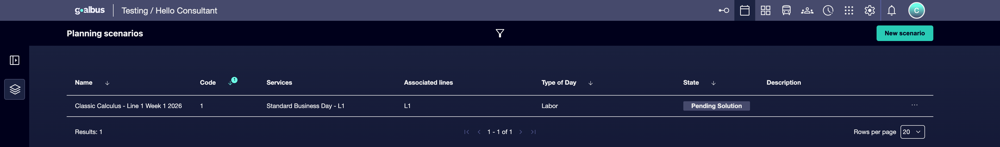 goalbus
Testing / Hello Consultant
C
Planning scenarios
New scenario
Name
Code
1
Services
Associated lines
Type of Day
State
Description
Classic Calculus - Line 1 Week 1 2026
1
Standard Business Day - L1
L1
Labor
Pending Solution
...
Results: 1
1 - 1 of 1
Rows per page
20